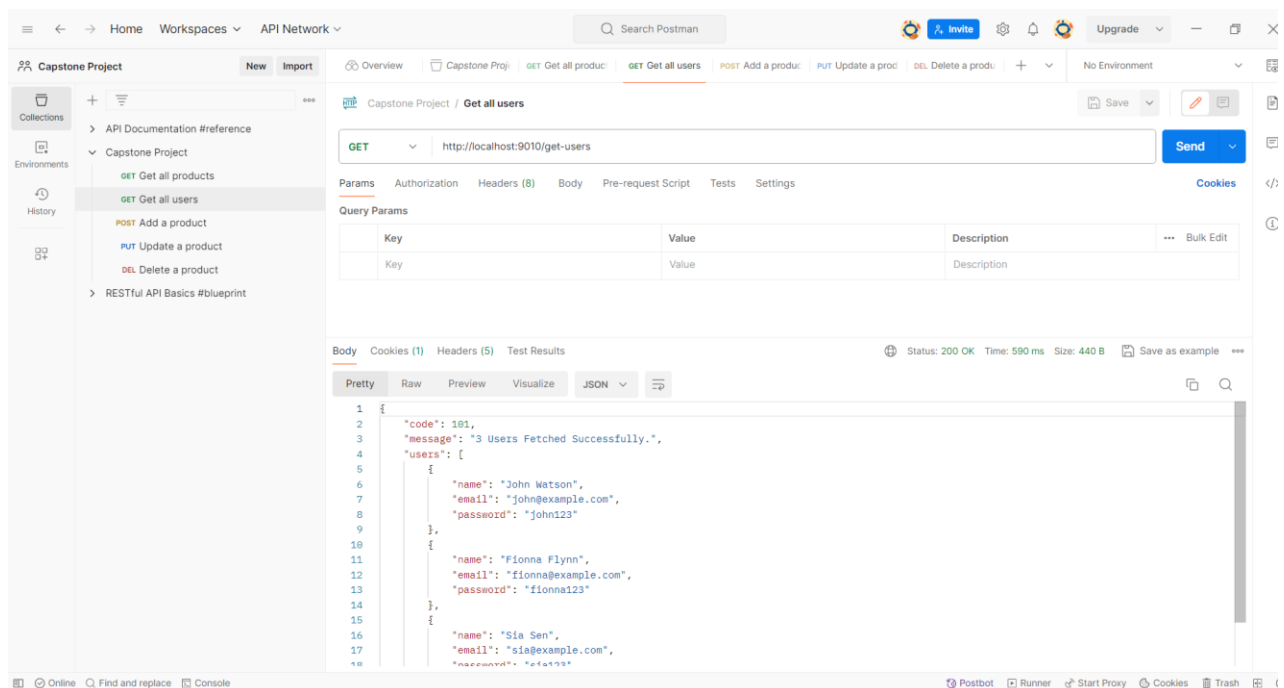 Home Workspaces API Network Search Postman Invite Upgrade
Capstone Project New Import Overview Capstone Proj GET Get all produc GET Get all users POST Add a produc PUT Update a prod DEL Delete a produ No Environment
Collections
Environments
History
API Documentation #reference
Capstone Project
GET Get all products
GET Get all users
POST Add a product
PUT Update a product
DEL Delete a product
RESTful API Basics #blueprint
HTTP Capstone Project / Get all users Save
GET http://localhost:9010/get-users Send
Params Authorization Headers (8) Body Pre-request Script Tests Settings Cookies
Query Params
Key Value Description Bulk Edit
Key Value Description
Body Cookies (1) Headers (5) Test Results Status: 200 OK Time: 590 ms Size: 440 B Save as example
Pretty Raw Preview Visualize JSON
1 {
2 "code": 101,
3 "message": "3 Users Fetched Successfully.",
4 "users": [
5 {
6 "name": "John Watson",
7 "email": "john@example.com",
8 "password": "john123"
9 },
10 {
11 "name": "Fionna Flynn",
12 "email": "fionna@example.com",
13 "password": "fionna123"
14 },
15 {
16 "name": "Sia Sen",
17 "email": "sia@example.com",
18 "password": "sia123"
Online Find and replace Console Postbot Runner Start Proxy Cookies Trash